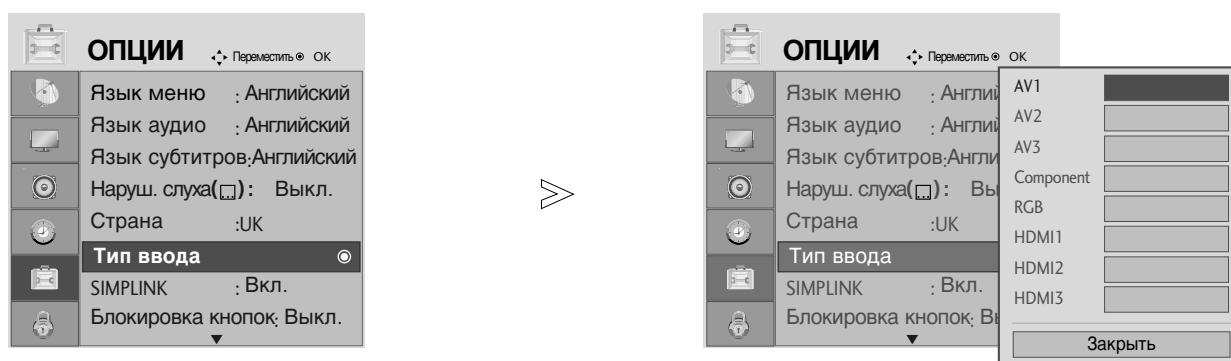 ОПЦИИ Переместить OK
Язык меню : Английский
Язык аудио : Английский
Язык субтитров:Английский
Наруш. слуха( ): Выкл.
Страна :UK
Тип ввода
SIMPLINK : Вкл.
Блокировка кнопок: Выкл.
ОПЦИИ Переместить OK
Язык меню : Англий
Язык аудио : Англий
Язык субтитров:Англи
Наруш. слуха( ): Вы
Страна :UK
Тип ввода
SIMPLINK : Вкл.
Блокировка кнопок: Вы
AV1
AV2
AV3
Component
RGB
HDMI1
HDMI2
HDMI3
Закрыть